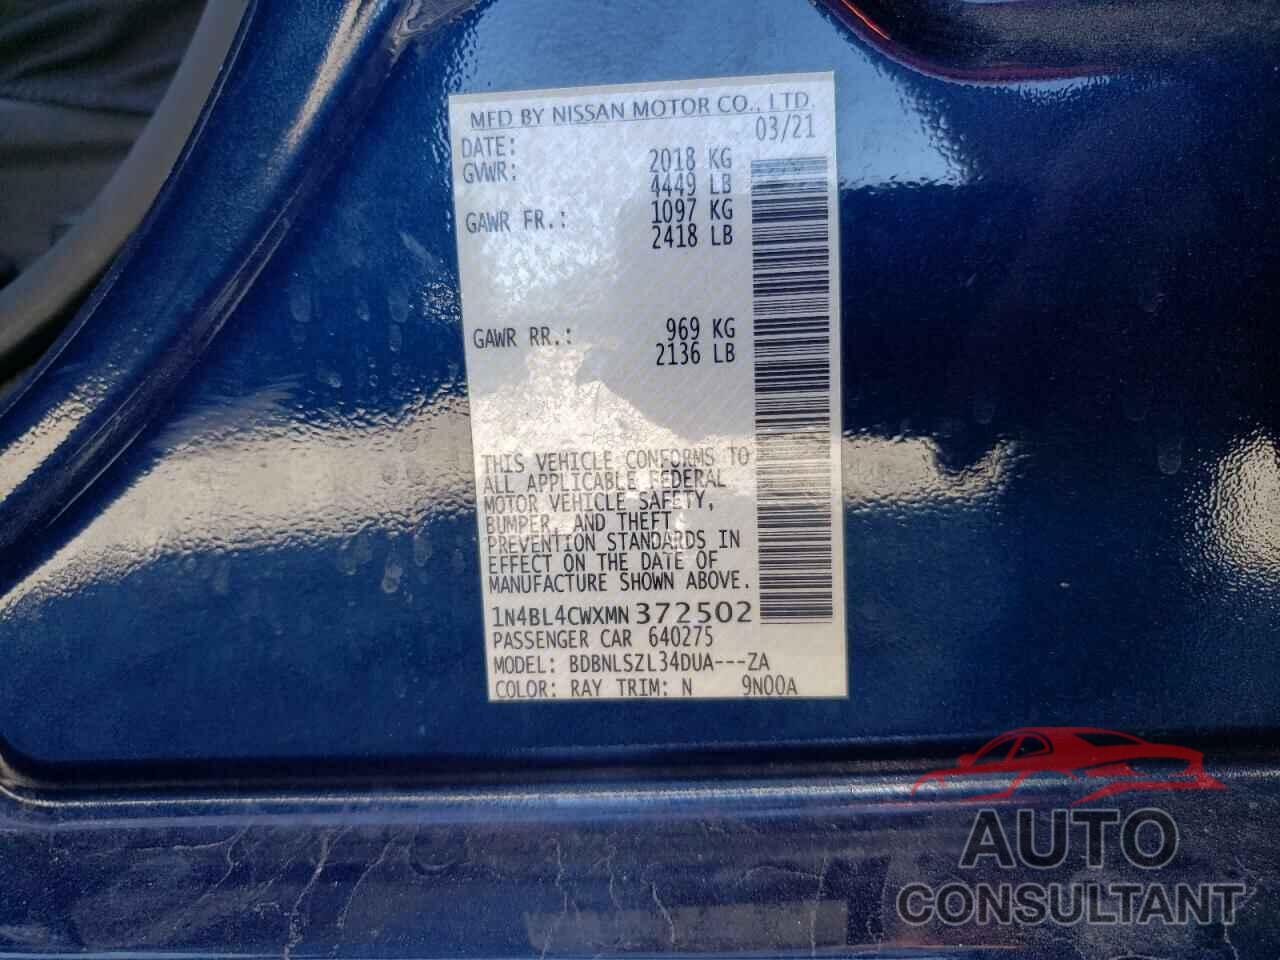 MFD BY NISSAN MOTOR CO., LTD.
DATE: 03/21
GVWR: 2018 KG
4449 LB
GAWR FR.: 1097 KG
2418 LB
GAWR RR.: 969 KG
2136 LB
THIS VEHICLE CONFORMS TO
ALL APPLICABLE FEDERAL
MOTOR VEHICLE SAFETY,
BUMPER, AND THEFT
PREVENTION STANDARDS IN
EFFECT ON THE DATE OF
MANUFACTURE SHOWN ABOVE.
1N4BL4CWXMN372502
PASSENGER CAR 640275
MODEL: BDBNLSZL34DUA---ZA
COLOR: RAY TRIM: N 9N00A
AUTO
CONSULTANT